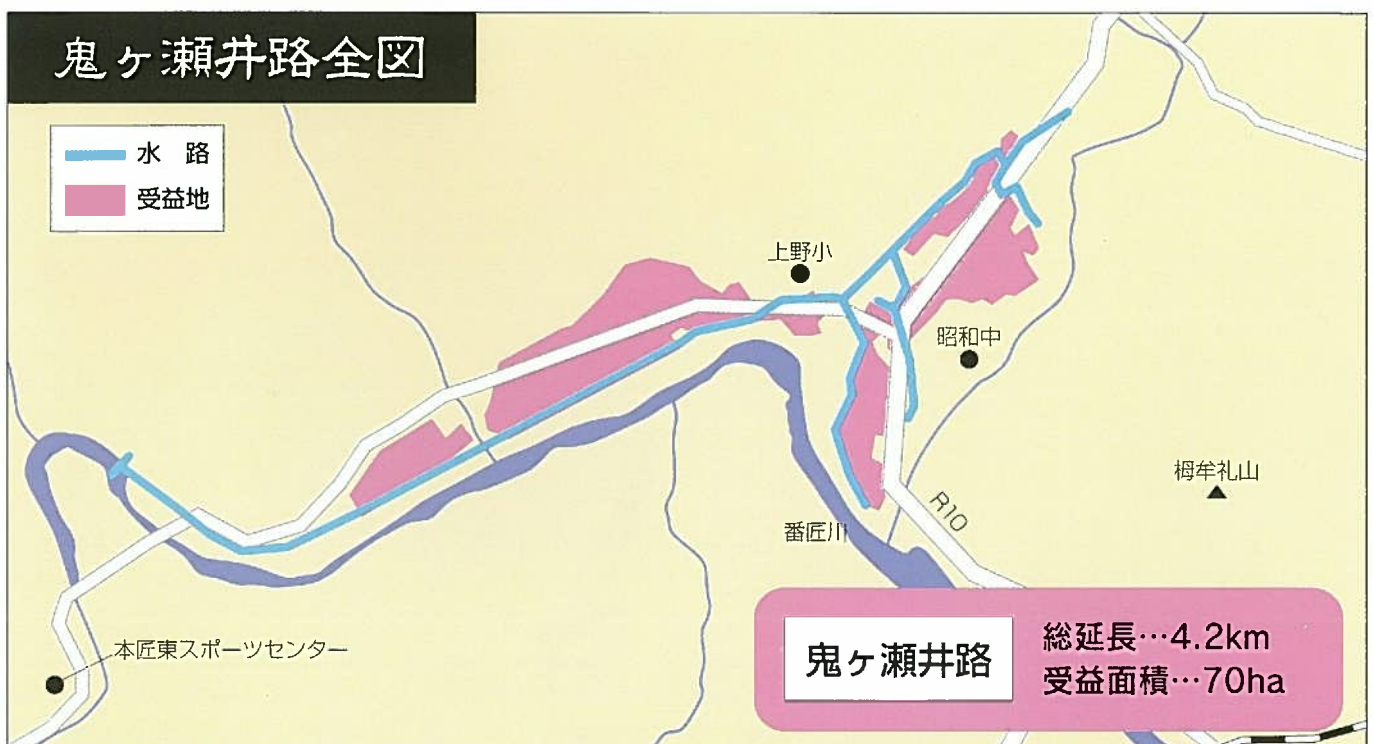 鬼ヶ瀬井路全図
水 路
受益地
上野小
昭和中
栂牟礼山
R10
番匠川
本匠東スポーツセンター
鬼ヶ瀬井路
総延長…4.2km
受益面積…70ha